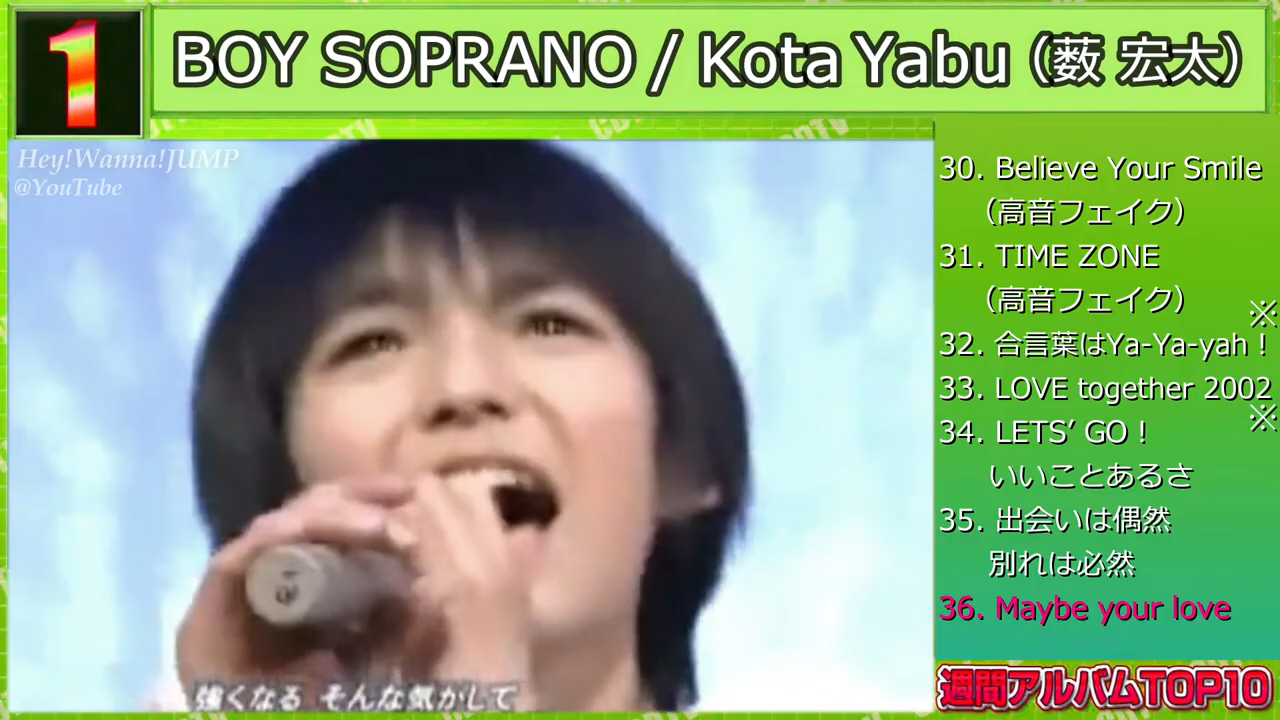 1
BOY SOPRANO / Kota Yabu（薮 宏太）
Hey!Wanna!JUMP
@YouTube
30. Believe Your Smile
（高音フェイク）
31. TIME ZONE
（高音フェイク）
※
32. 合言葉はYa-Ya-yah！
33. LOVE together 2002
※
34. LETS’ GO！
いいことあるさ
35. 出会いは偶然
別れは必然
36. Maybe your love
強くなる そんな気がして
週間アルバムTOP10